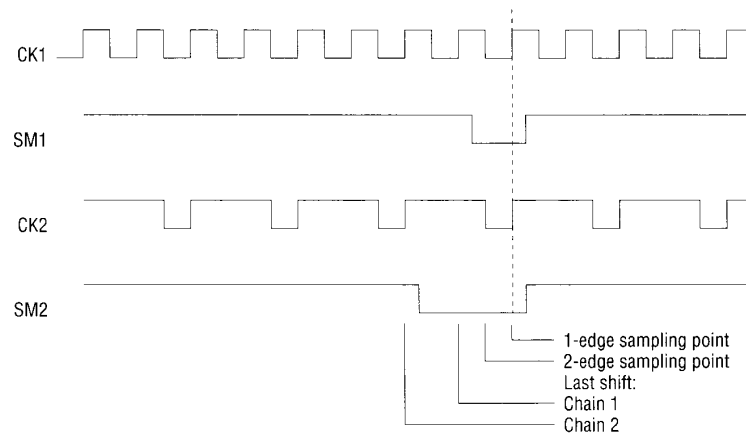 CK1
SM1
CK2
SM2
1-edge sampling point
2-edge sampling point
Last shift:
Chain 1
Chain 2